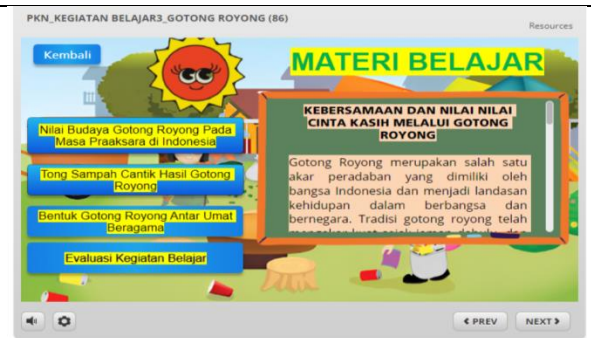 PKN_KEGIATAN BELAJAR3_GOTONG ROYONG (86)
Resources
Kembali
MATERI BELAJAR
Nilai Budaya Gotong Royong Pada
Masa Praaksara di Indonesia
Tong Sampah Cantik Hasil Gotong
Royong
Bentuk Gotong Royong Antar Umat
Beragama
Evaluasi Kegiatan Belajar
KEBERSAMAAN DAN NILAI NILAI
CINTA KASIH MELALUI GOTONG
ROYONG
Gotong Royong merupakan salah satu
akar peradaban yang dimiliki oleh
bangsa Indonesia dan menjadi landasan
kehidupan dalam berbangsa dan
bernegara. Tradisi gotong royong telah
PREV
NEXT